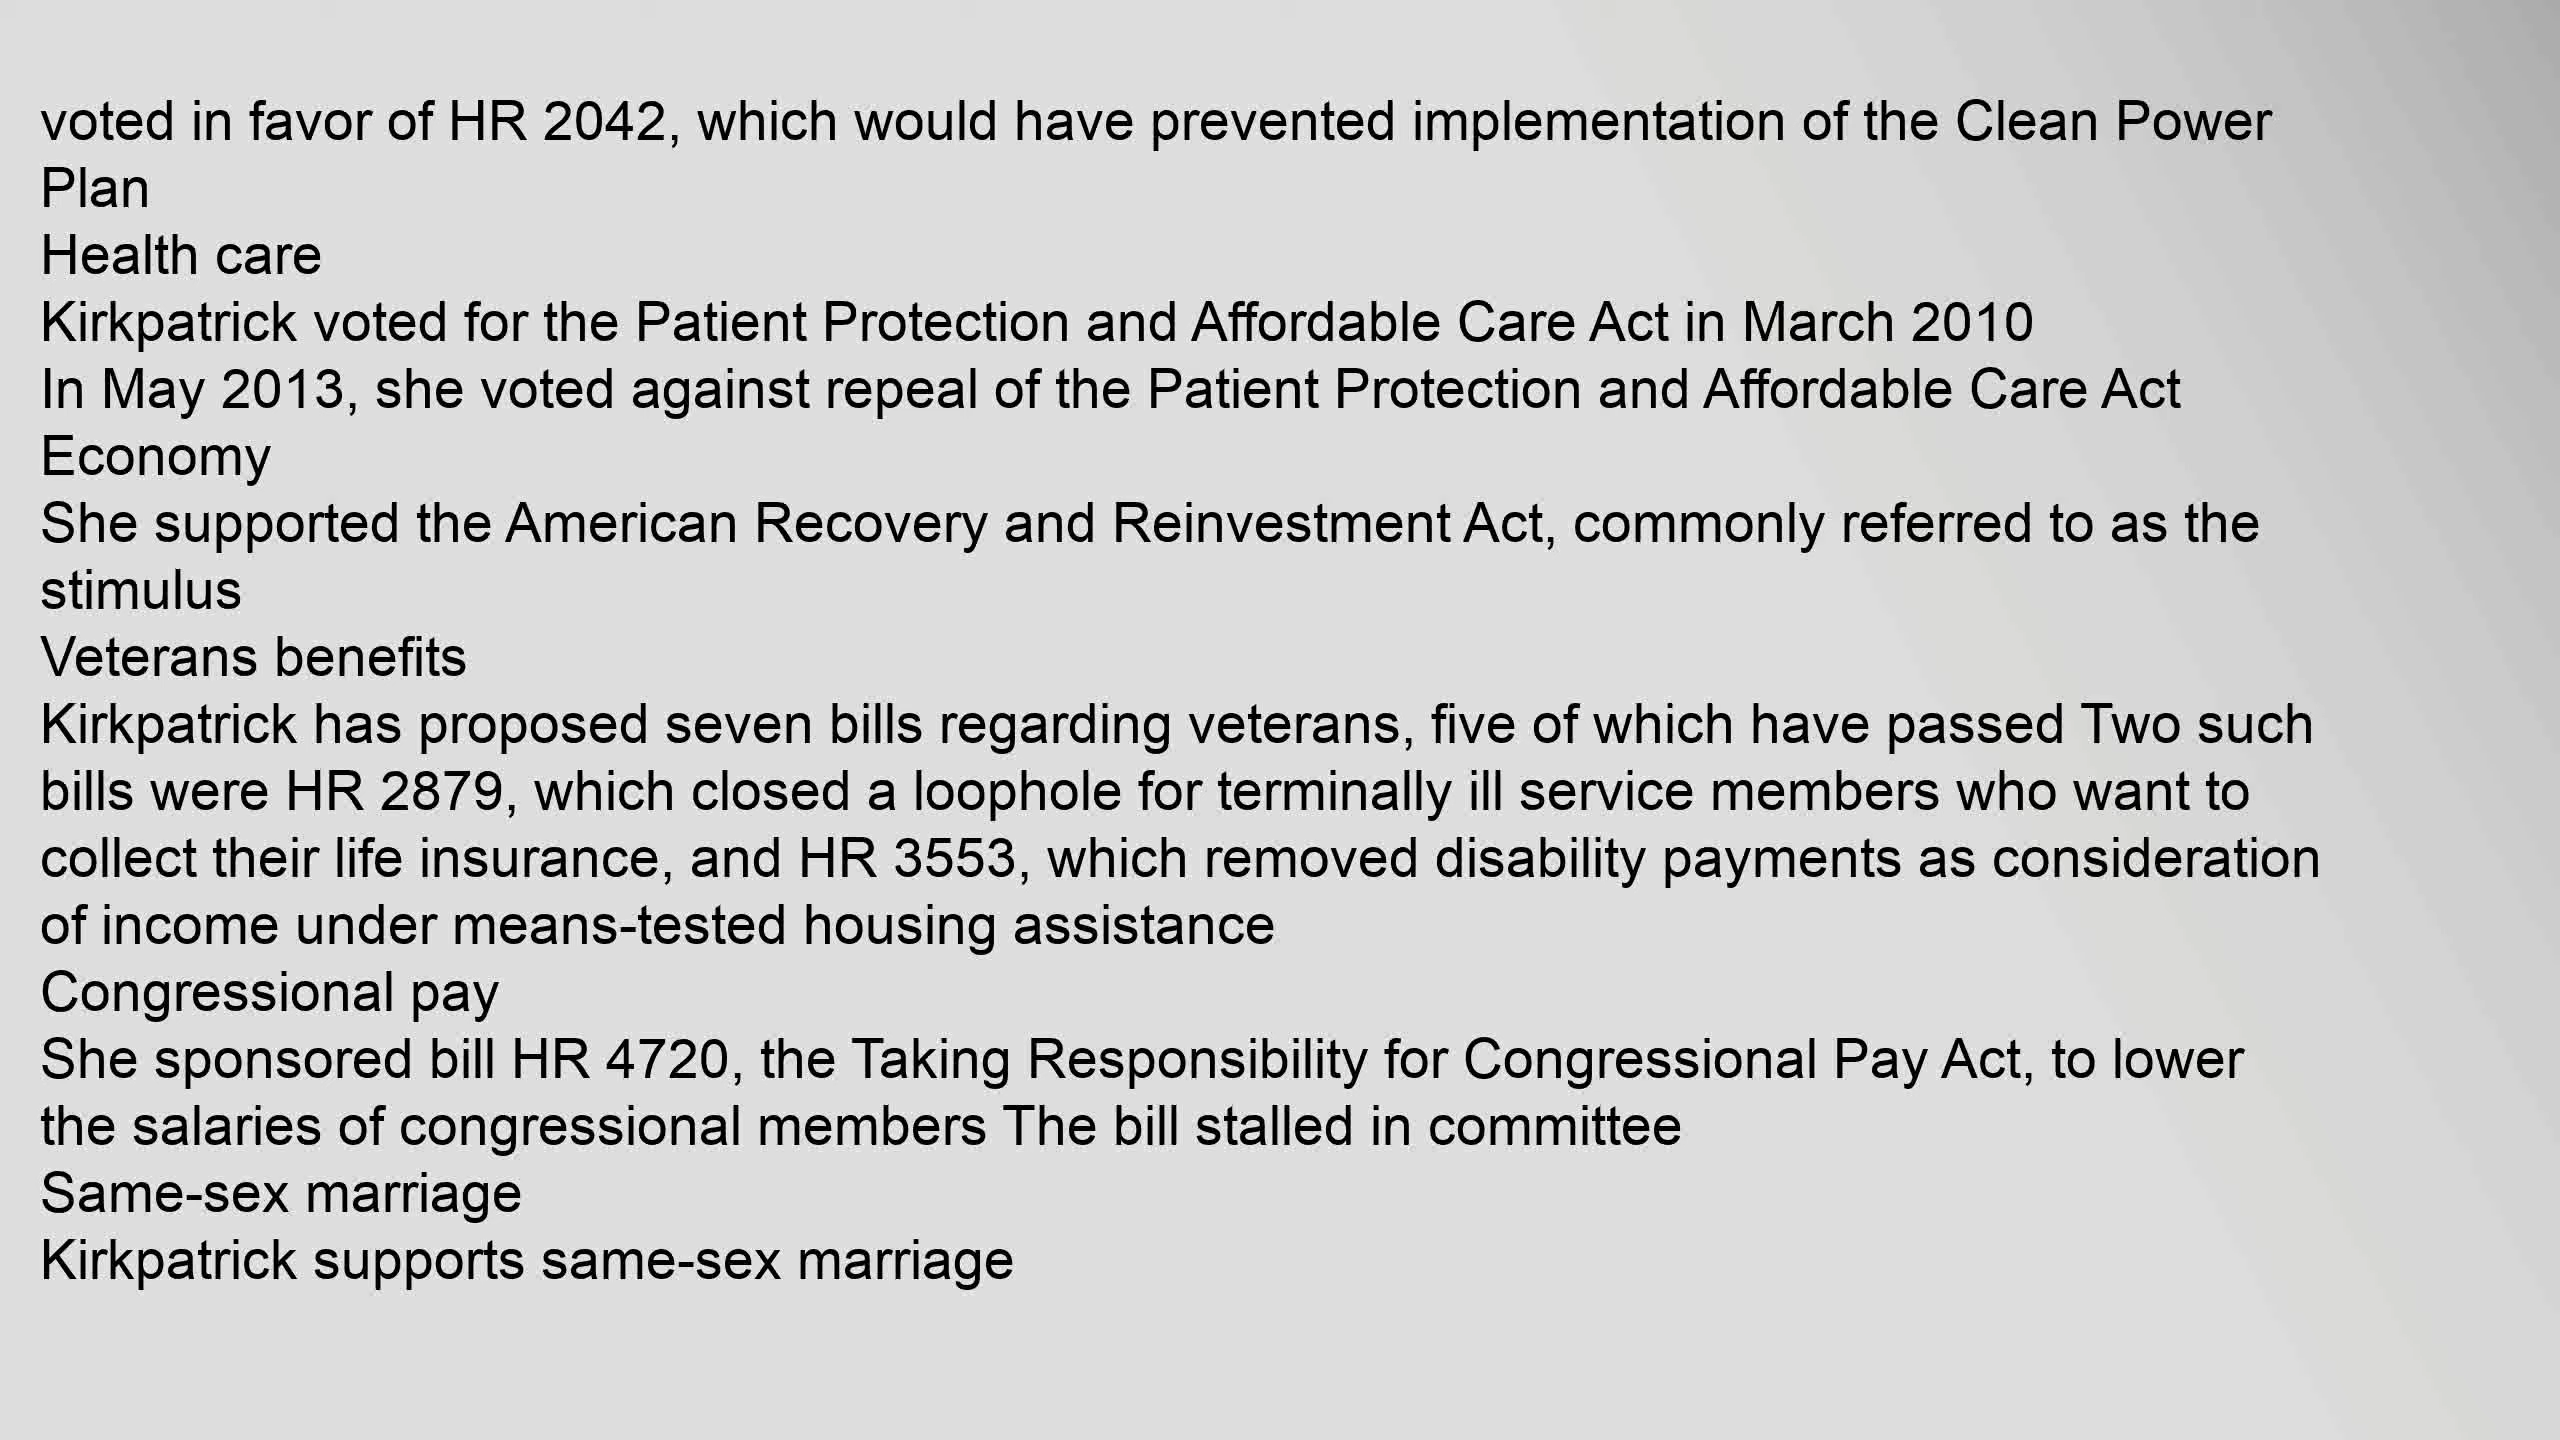 voted in favor of HR 2042, which would have prevented implementation of the Clean Power
Plan
Health care
Kirkpatrick voted for the Patient Protection and Affordable Care Act in March 2010
In May 2013, she voted against repeal of the Patient Protection and Affordable Care Act
Economy
She supported the American Recovery and Reinvestment Act, commonly referred to as the
stimulus
Veterans benefits
Kirkpatrick has proposed seven bills regarding veterans, five of which have passed Two such
bills were HR 2879, which closed a loophole for terminally ill service members who want to
collect their life insurance, and HR 3553, which removed disability payments as consideration
of income under means-tested housing assistance
Congressional pay
She sponsored bill HR 4720, the Taking Responsibility for Congressional Pay Act, to lower
the salaries of congressional members The bill stalled in committee
Same-sex marriage
Kirkpatrick supports same-sex marriage